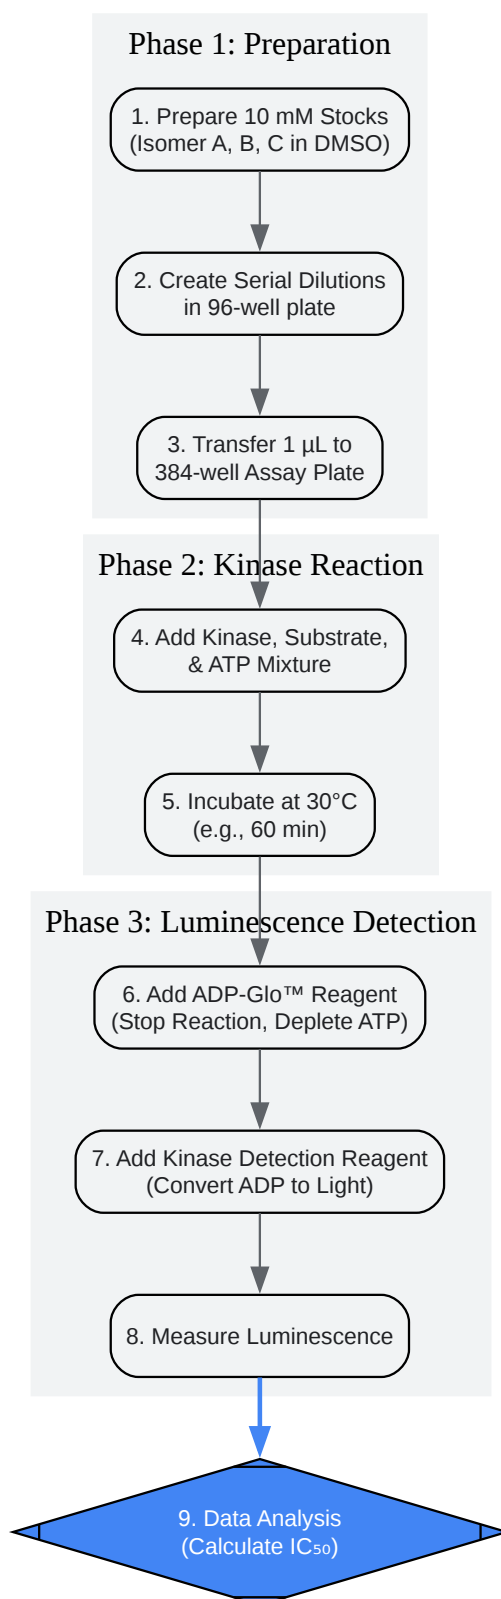 Phase 1: Preparation
1. Prepare 10 mM Stocks
(Isomer A, B, C in DMSO)
2. Create Serial Dilutions
in 96-well plate
3. Transfer 1 µL to
384-well Assay Plate
Phase 2: Kinase Reaction
4. Add Kinase, Substrate,
& ATP Mixture
5. Incubate at 30°C
(e.g., 60 min)
Phase 3: Luminescence Detection
6. Add ADP-Glo™ Reagent
(Stop Reaction, Deplete ATP)
7. Add Kinase Detection Reagent
(Convert ADP to Light)
8. Measure Luminescence
9. Data Analysis
(Calculate IC₅₀)